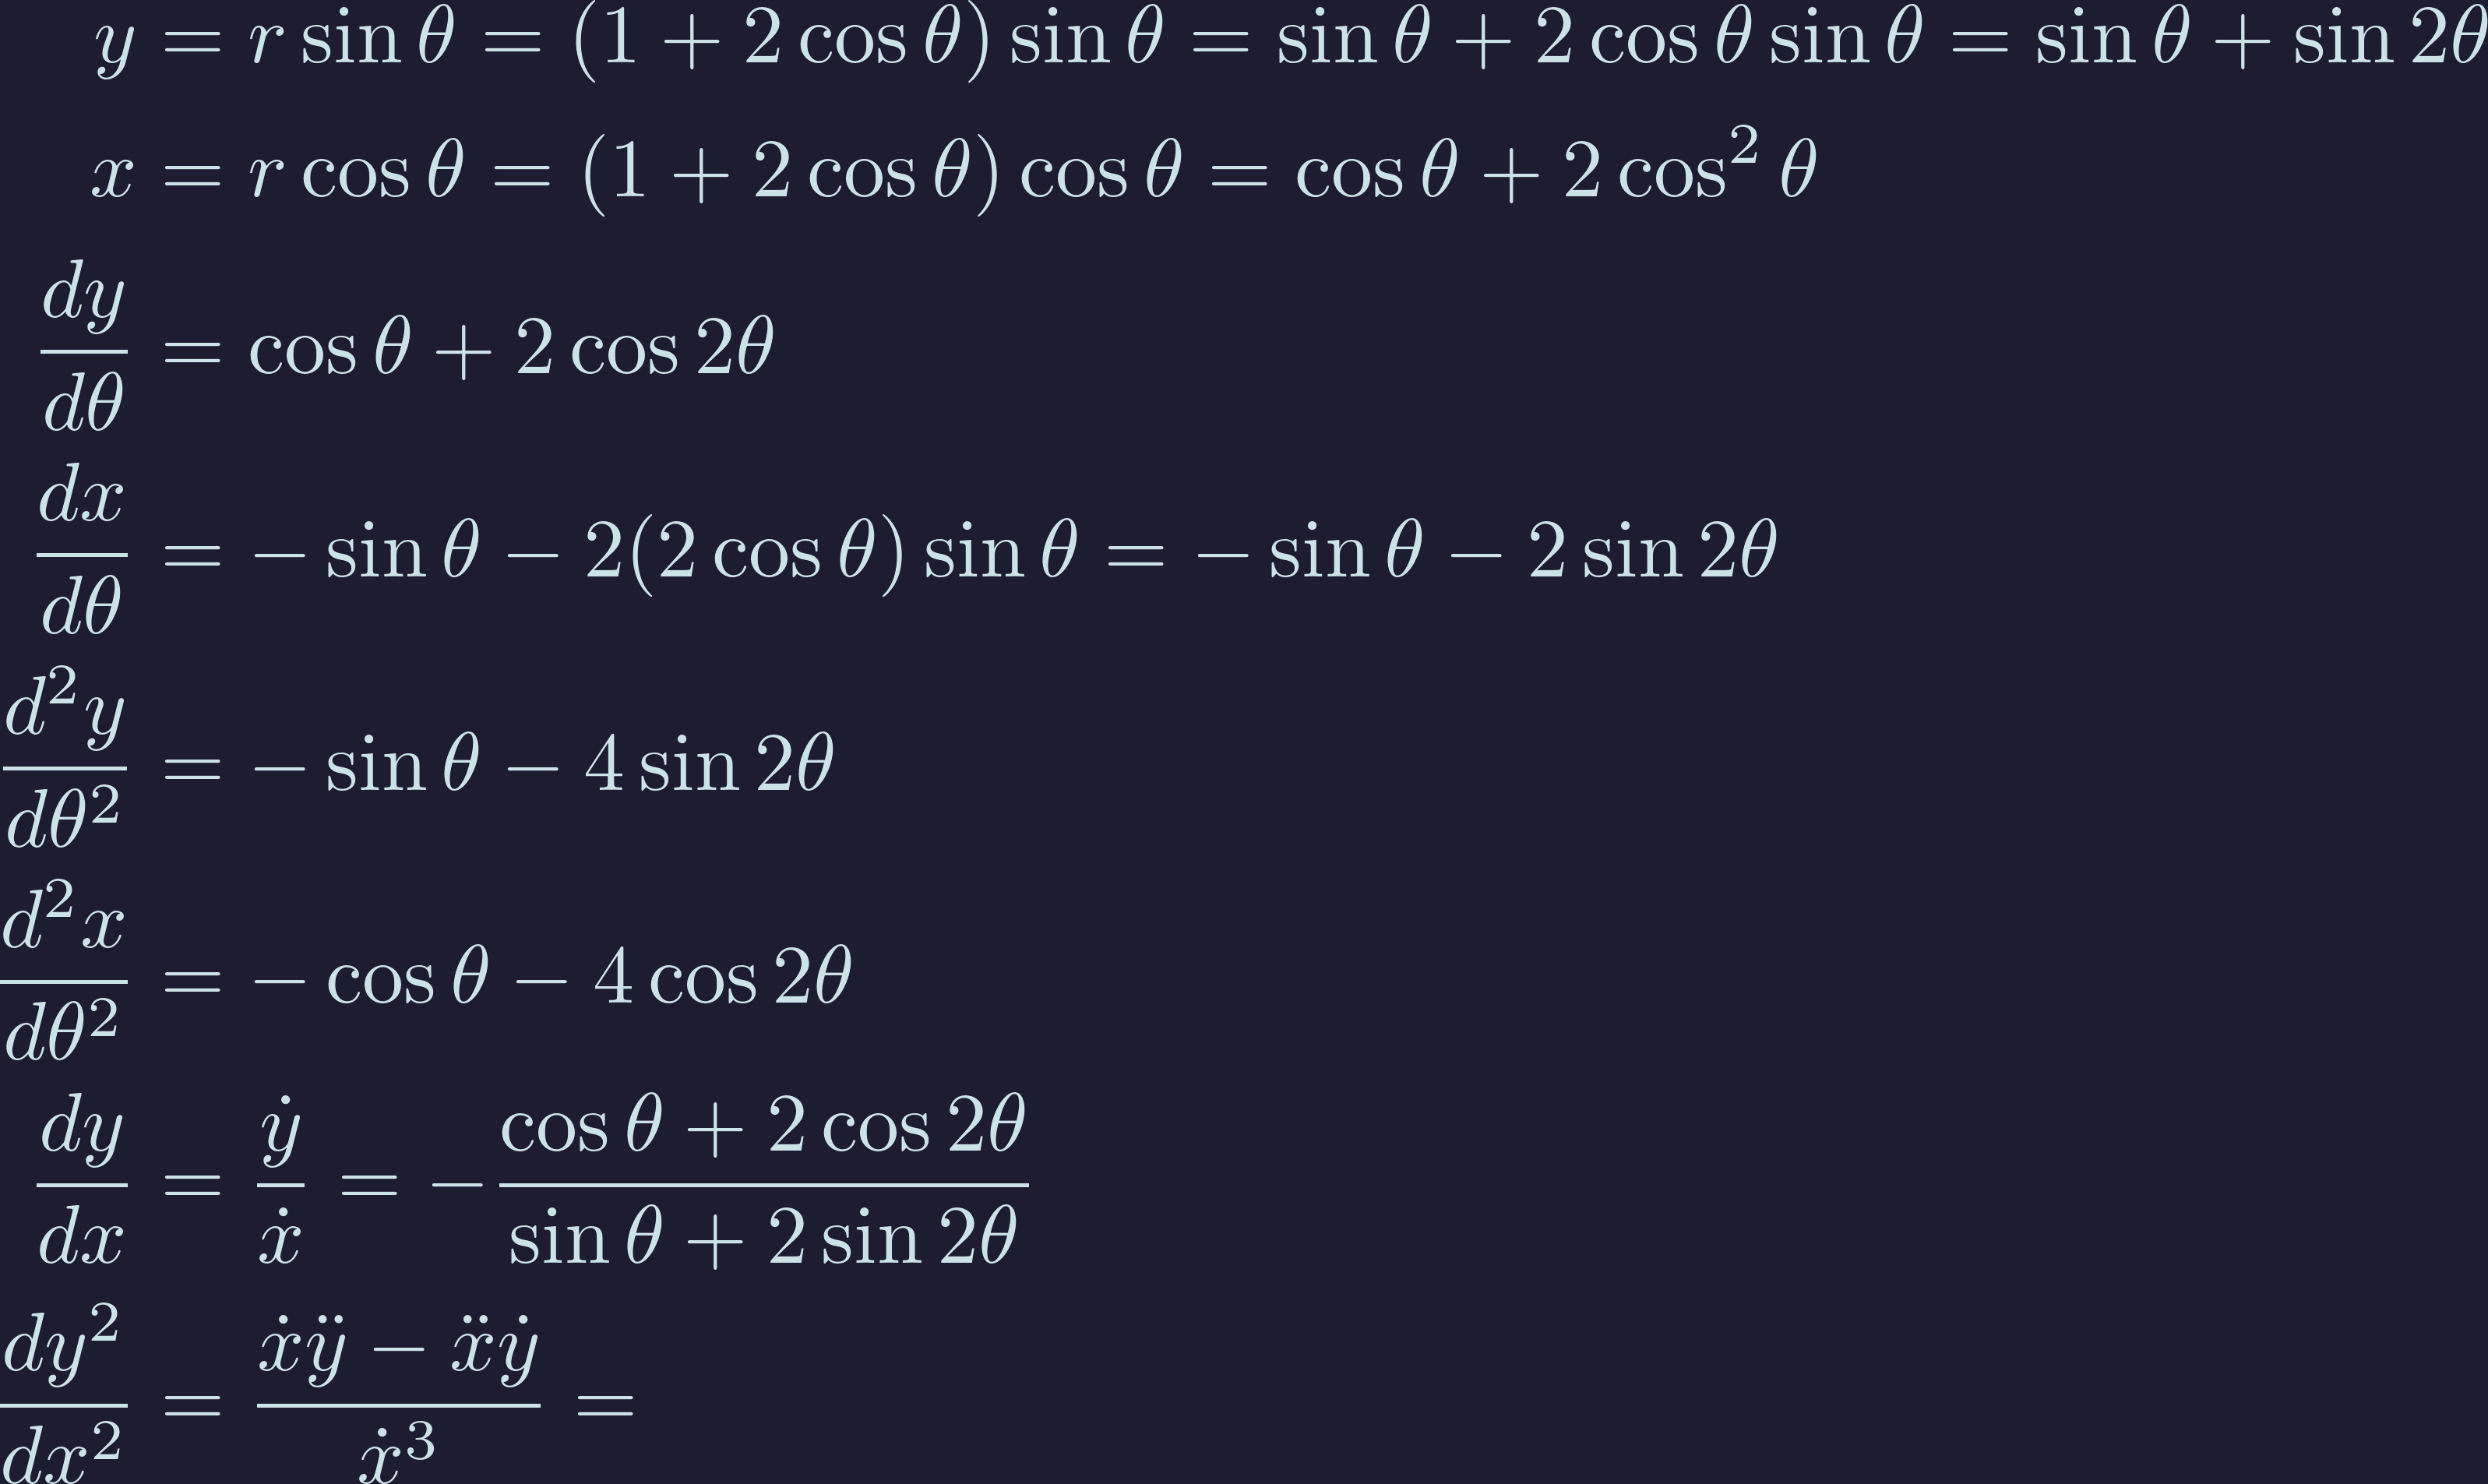 y = r sin θ = (1 + 2 cos θ) sin θ = sin θ + 2 cos θ sin θ = sin θ + sin 2θ
x = r cos θ = (1 + 2 cos θ) cos θ = cos θ + 2 cos² θ
dy/dθ = cos θ + 2 cos 2θ
dx/dθ = − sin θ − 2(2 cos θ) sin θ = − sin θ − 2 sin 2θ
d²y/dθ² = − sin θ − 4 sin 2θ
d²x/dθ² = − cos θ − 4 cos 2θ
dy/dx = ẏ/ẋ = − (cos θ + 2 cos 2θ)/(sin θ + 2 sin 2θ)
dy²/dx² = (ẋÿ − ẍẏ)/ẋ³ =